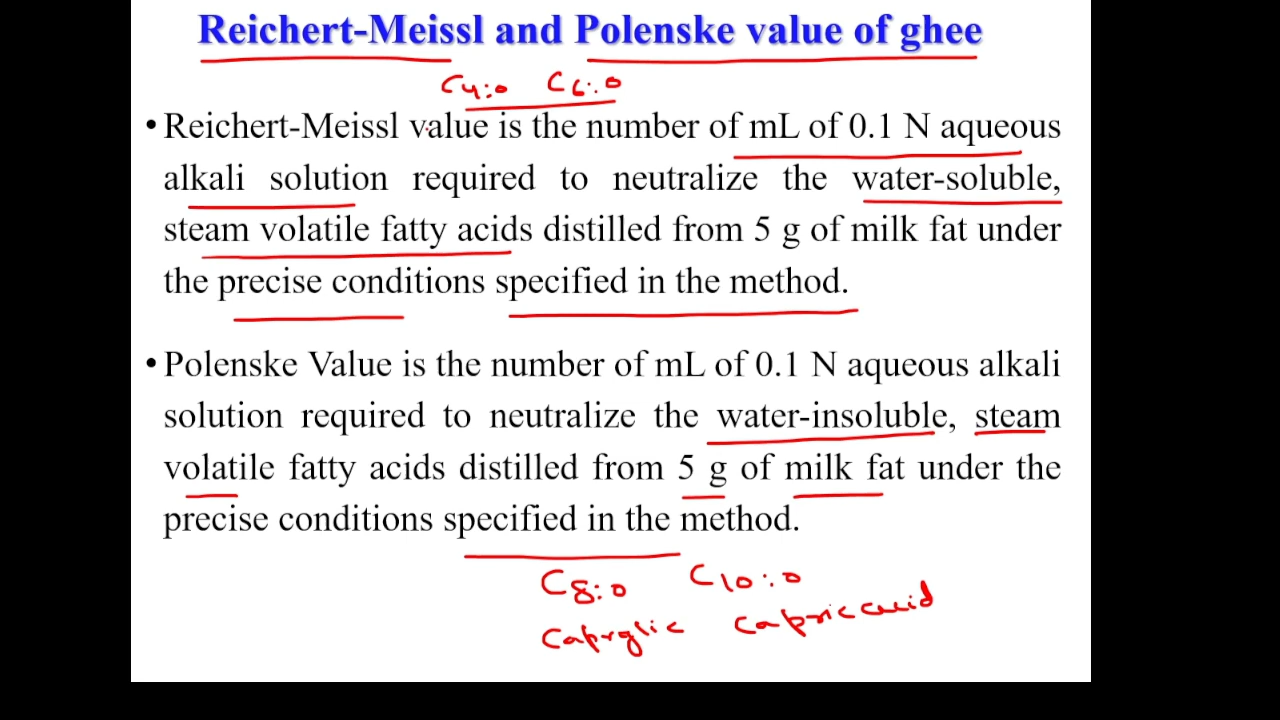 Reichert-Meissl and Polenske value of ghee
C4:0 C6:0
• Reichert-Meissl value is the number of mL of 0.1 N aqueous
alkali solution required to neutralize the water-soluble,
steam volatile fatty acids distilled from 5 g of milk fat under
the precise conditions specified in the method.
• Polenske Value is the number of mL of 0.1 N aqueous alkali
solution required to neutralize the water-insoluble, steam
volatile fatty acids distilled from 5 g of milk fat under the
precise conditions specified in the method.
C8:0 C10:0
Caprylic Capric acid